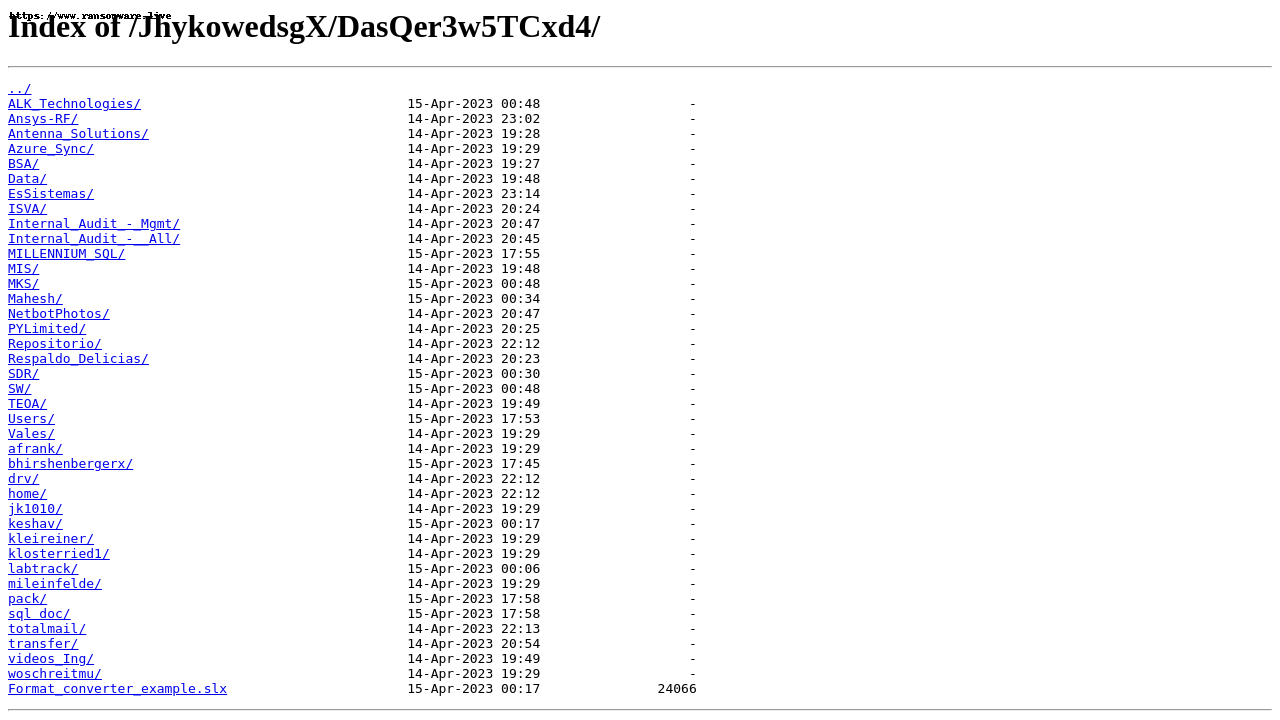 https://www.ransomware.live
Index of /JhykowedsgX/DasQer3w5TCxd4/
../
ALK_Technologies/ 15-Apr-2023 00:48 -
Ansys-RF/ 14-Apr-2023 23:02 -
Antenna_Solutions/ 14-Apr-2023 19:28 -
Azure_Sync/ 14-Apr-2023 19:29 -
BSA/ 14-Apr-2023 19:27 -
Data/ 14-Apr-2023 19:48 -
EsSistemas/ 14-Apr-2023 23:14 -
ISVA/ 14-Apr-2023 20:24 -
Internal_Audit_-_Mgmt/ 14-Apr-2023 20:47 -
Internal_Audit_-__All/ 14-Apr-2023 20:45 -
MILLENNIUM_SQL/ 15-Apr-2023 17:55 -
MIS/ 14-Apr-2023 19:48 -
MKS/ 15-Apr-2023 00:48 -
Mahesh/ 15-Apr-2023 00:34 -
NetbotPhotos/ 14-Apr-2023 20:47 -
PYLimited/ 14-Apr-2023 20:25 -
Repositorio/ 14-Apr-2023 22:12 -
Respaldo_Delicias/ 14-Apr-2023 20:23 -
SDR/ 15-Apr-2023 00:30 -
SW/ 15-Apr-2023 00:48 -
TEOA/ 14-Apr-2023 19:49 -
Users/ 15-Apr-2023 17:53 -
Vales/ 14-Apr-2023 19:29 -
afrank/ 14-Apr-2023 19:29 -
bhirshenbergerx/ 15-Apr-2023 17:45 -
drv/ 14-Apr-2023 22:12 -
home/ 14-Apr-2023 22:12 -
jk1010/ 14-Apr-2023 19:29 -
keshav/ 15-Apr-2023 00:17 -
kleireiner/ 14-Apr-2023 19:29 -
klosterried1/ 14-Apr-2023 19:29 -
labtrack/ 15-Apr-2023 00:06 -
mileinfelde/ 14-Apr-2023 19:29 -
pack/ 15-Apr-2023 17:58 -
sql doc/ 15-Apr-2023 17:58 -
totalmail/ 14-Apr-2023 22:13 -
transfer/ 14-Apr-2023 20:54 -
videos_Ing/ 14-Apr-2023 19:49 -
woschreitmu/ 14-Apr-2023 19:29 -
Format_converter_example.slx 15-Apr-2023 00:17 24066